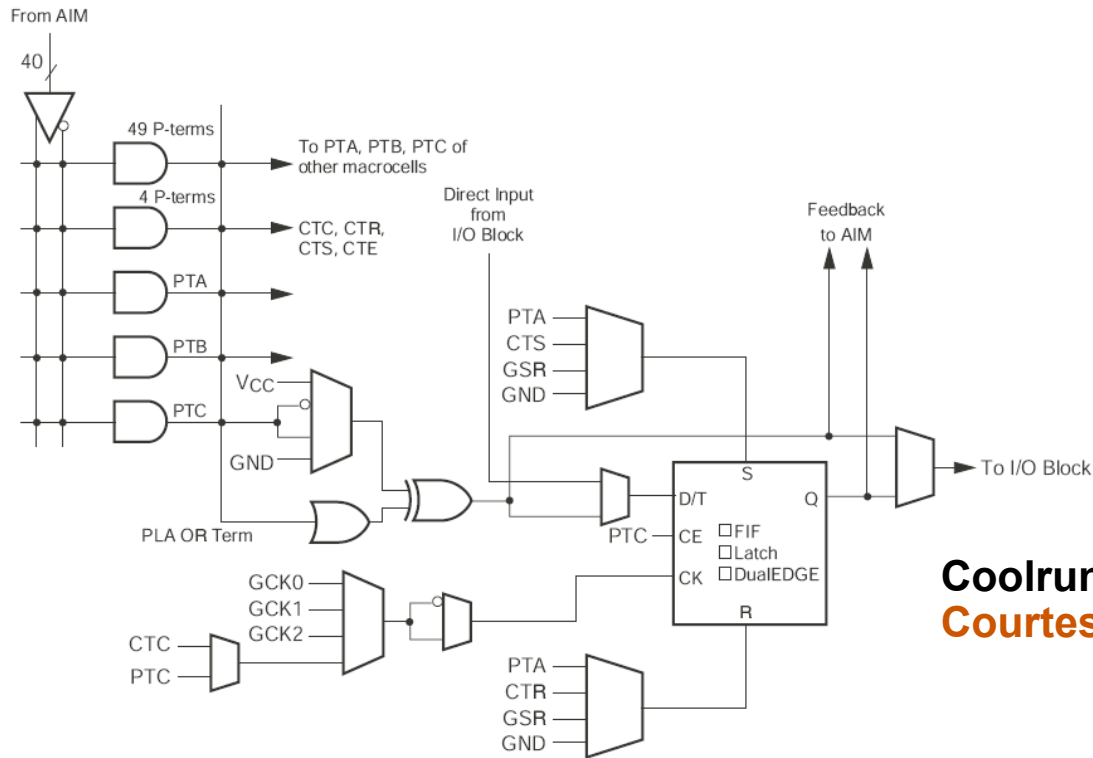 From AIM
40
49 P-terms
To PTA, PTB, PTC of
other macrocells
4 P-terms
CTC, CTR,
CTS, CTE
PTA
PTB
PTC
Direct Input
from
I/O Block
Feedback
to AIM
PTA
CTS
GSR
GND
VCC
GND
PLA OR Term
To I/O Block
S
D/T
Q
PTC
CE
FIF
Latch
CK
DualEDGE
R
GCK0
GCK1
GCK2
CTC
PTC
PTA
CTR
GSR
GND